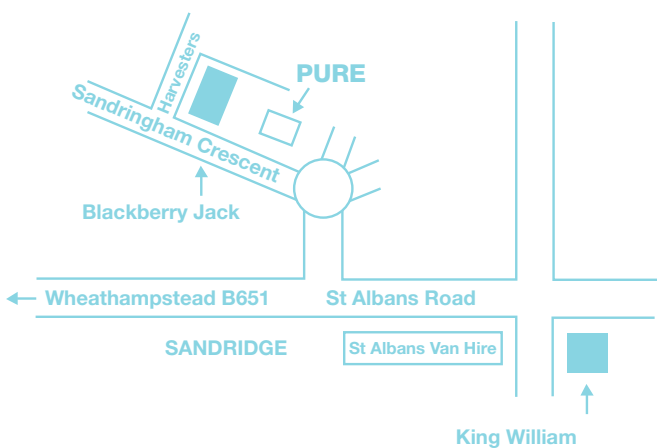 PURE
Harvesters
Sandringham Crescent
Blackberry Jack
Wheathampstead B651
St Albans Road
SANDRIDGE
St Albans Van Hire
King William